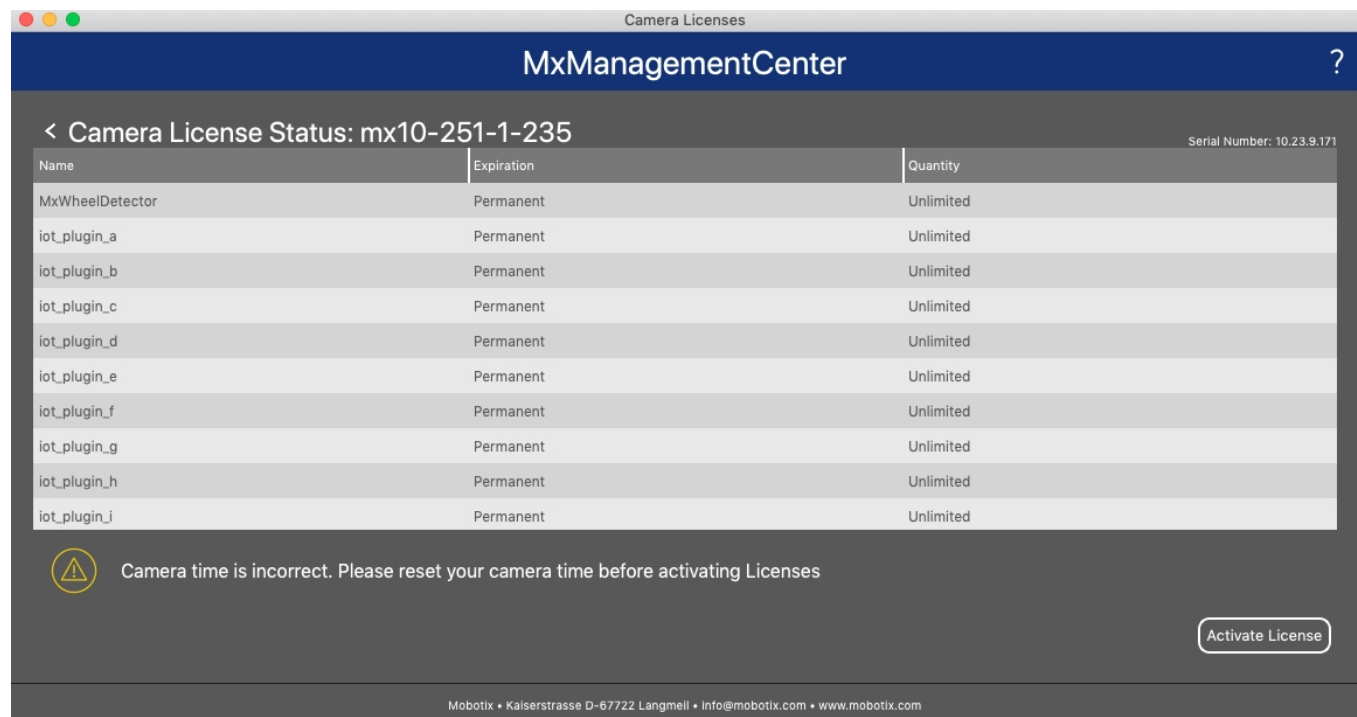 Camera Licenses
MxManagementCenter
?
< Camera License Status: mx10-251-1-235
Serial Number: 10.23.9.171
Name Expiration Quantity
MxWheelDetector Permanent Unlimited
iot_plugin_a Permanent Unlimited
iot_plugin_b Permanent Unlimited
iot_plugin_c Permanent Unlimited
iot_plugin_d Permanent Unlimited
iot_plugin_e Permanent Unlimited
iot_plugin_f Permanent Unlimited
iot_plugin_g Permanent Unlimited
iot_plugin_h Permanent Unlimited
iot_plugin_i Permanent Unlimited
Camera time is incorrect. Please reset your camera time before activating Licenses
Activate License
Mobotix • Kaiserstrasse D-67722 Langmeil • info@mobotix.com • www.mobotix.com